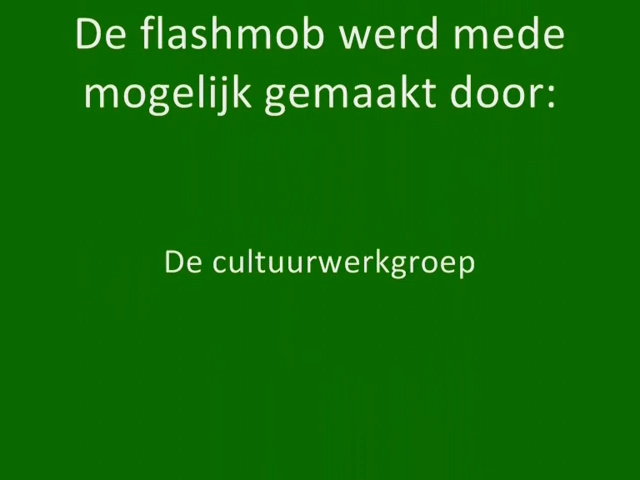 De flashmob werd mede
mogelijk gemaakt door:
De cultuurwerkgroep